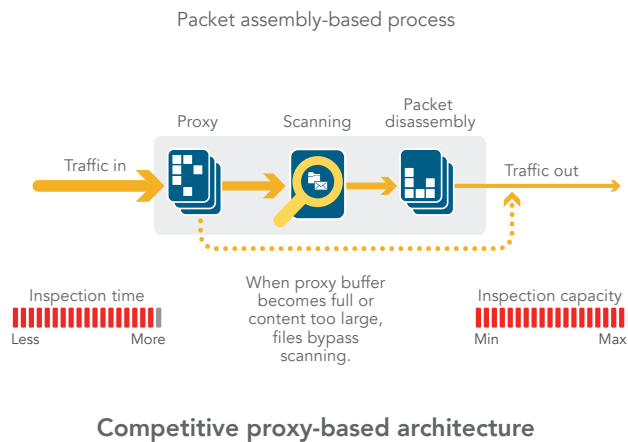 Packet assembly-based process
Proxy
Scanning
Packet
disassembly
Traffic in
Traffic out
When proxy buffer
becomes full or
content too large,
files bypass
scanning.
Inspection time
Less
More
Inspection capacity
Min
Max
Competitive proxy-based architecture